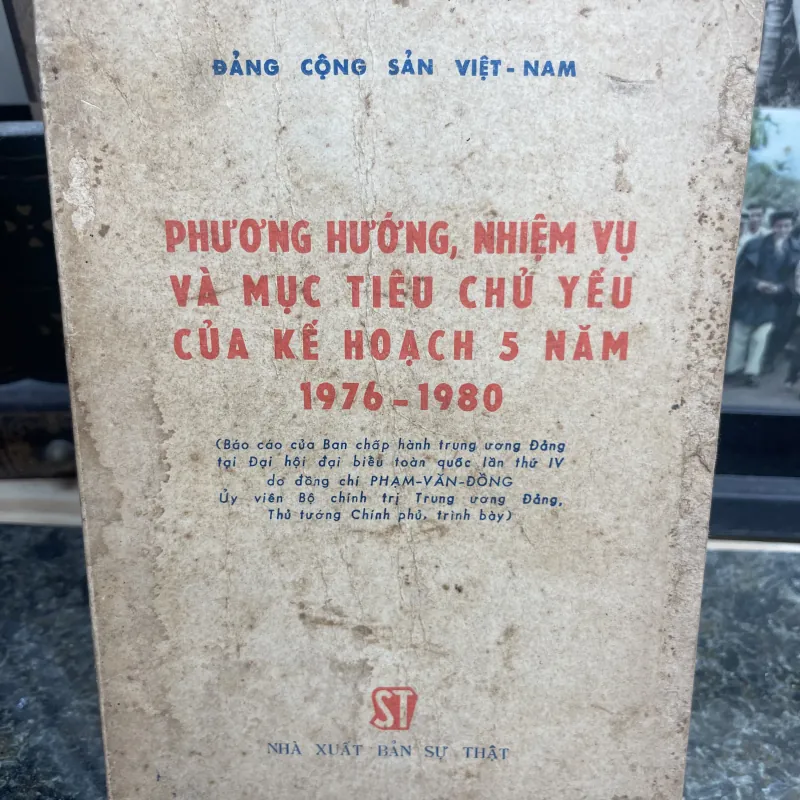 ĐẢNG CỘNG SẢN VIỆT - NAM
PHƯƠNG HƯỚNG, NHIỆM VỤ
VÀ MỤC TIÊU CHỦ YẾU
CỦA KẾ HOẠCH 5 NĂM
1976 - 1980
(Báo cáo của Ban chấp hành trung ương Đảng
tại Đại hội đại biểu toàn quốc lần thứ IV
do đồng chí PHẠM-VĂN-ĐỒNG
Ủy viên Bộ chính trị Trung ương Đảng,
Thủ tướng Chính phủ, trình bày)
ST
NHÀ XUẤT BẢN SỰ THẬT